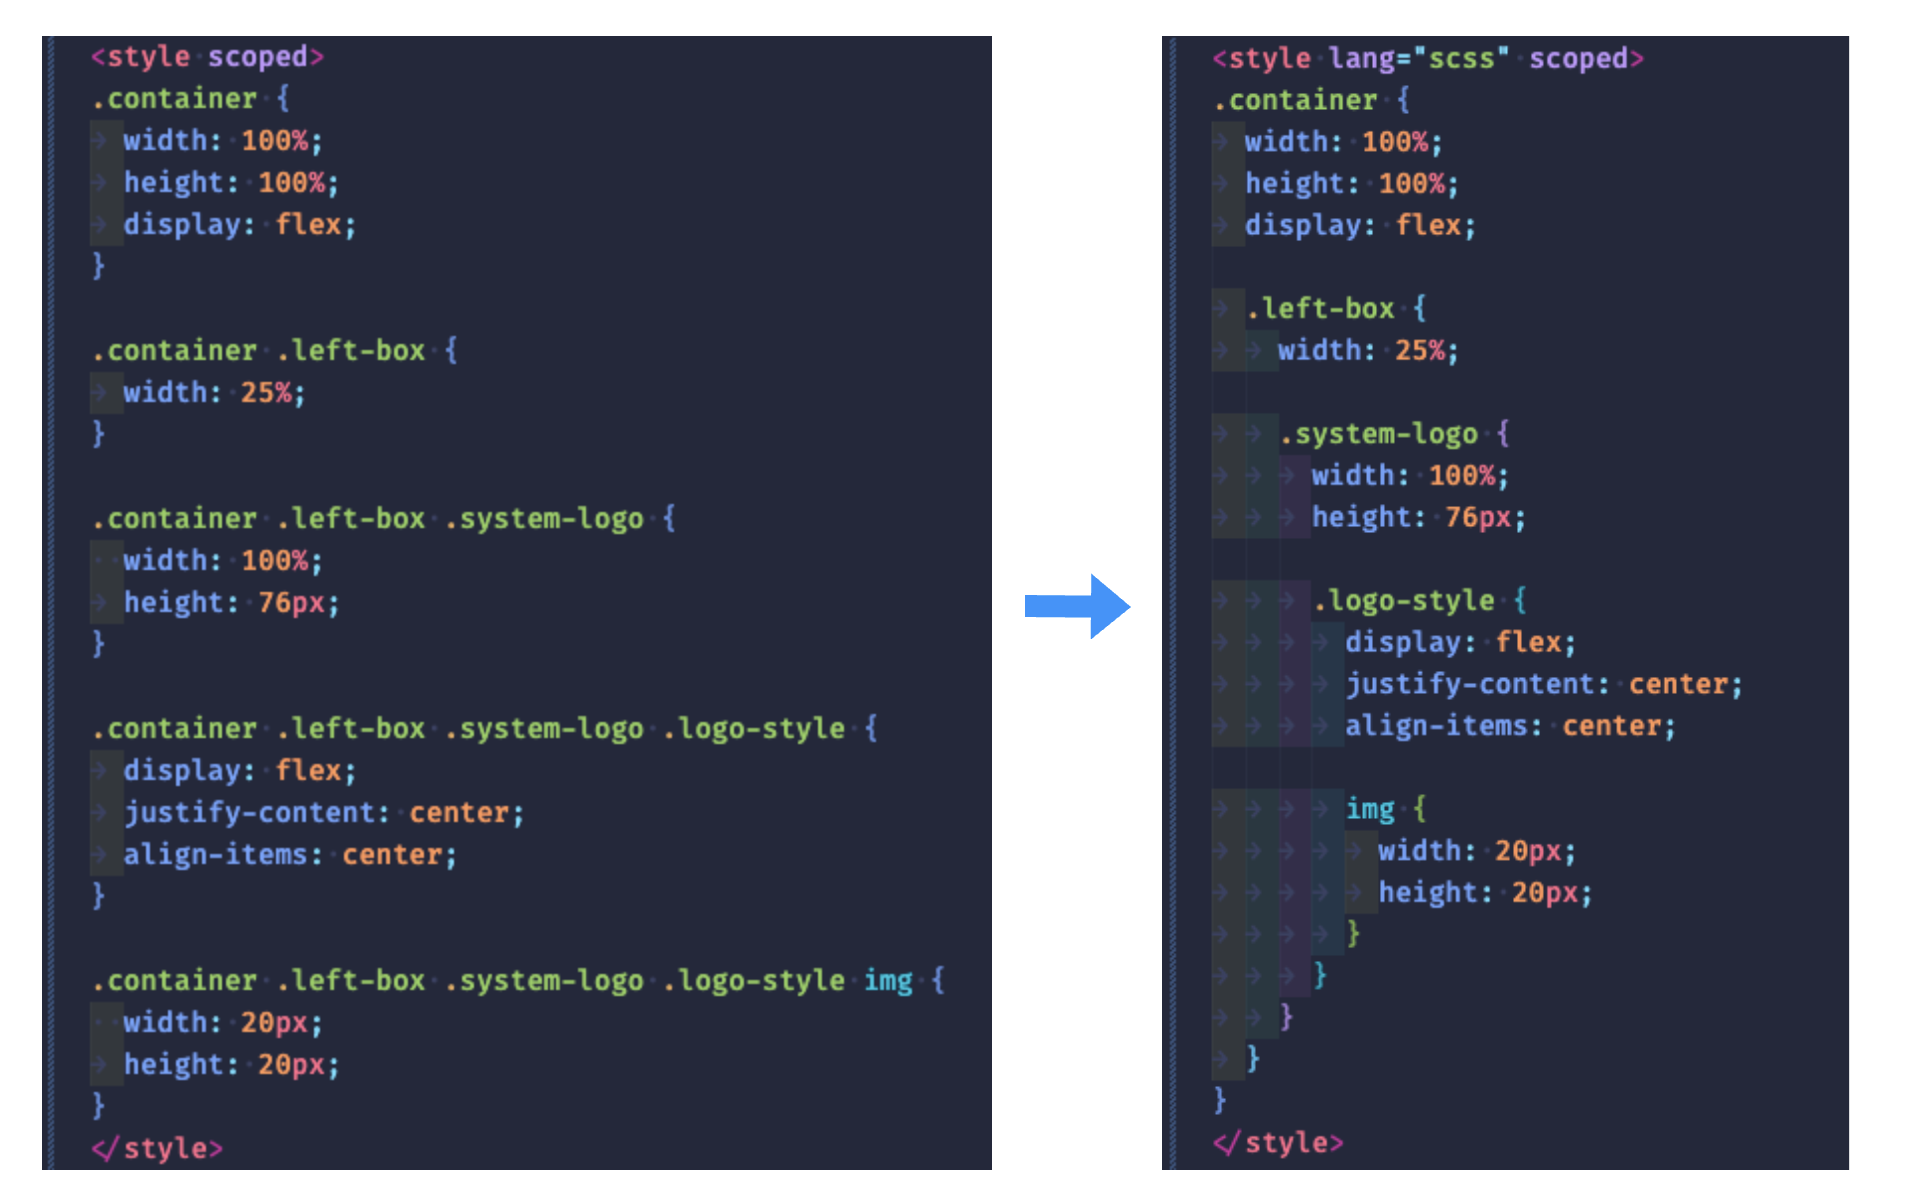 <style scoped>
.container {
width: 100%;
height: 100%;
display: flex;
}
.container .left-box {
width: 25%;
}
.container .left-box .system-logo {
width: 100%;
height: 76px;
}
.container .left-box .system-logo .logo-style {
display: flex;
justify-content: center;
align-items: center;
}
.container .left-box .system-logo .logo-style img {
width: 20px;
height: 20px;
}
</style>
<style lang="scss" scoped>
.container {
width: 100%;
height: 100%;
display: flex;
.left-box {
width: 25%;
.system-logo {
width: 100%;
height: 76px;
.logo-style {
display: flex;
justify-content: center;
align-items: center;
img {
width: 20px;
height: 20px;
}
}
}
}
}
</style>